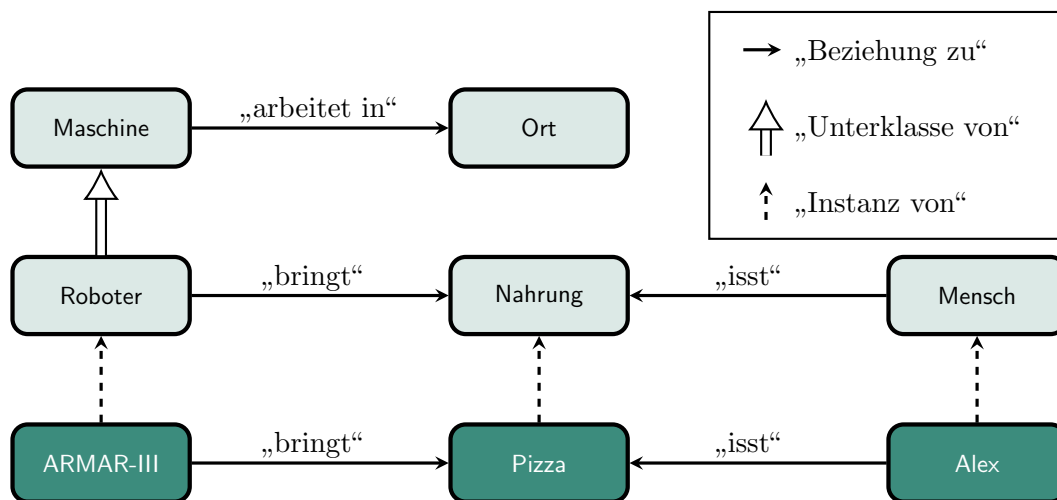 „Beziehung zu“
„arbeitet in“
Maschine
Ort
„Unterklasse von“
„Instanz von“
„bringt“
„isst“
Roboter
Nahrung
Mensch
„bringt“
„isst“
ARMAR-III
Pizza
Alex